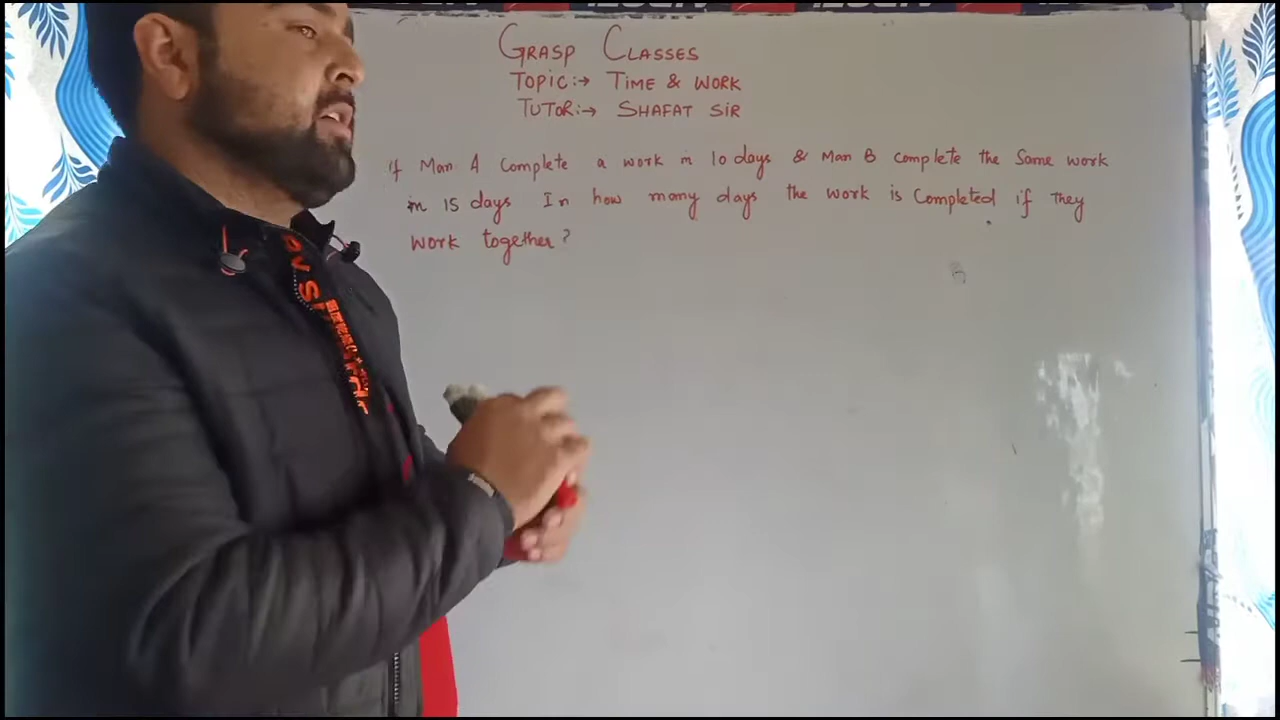 GRASP CLASSES
TOPIC:→ TIME & WORK
TUTOR:→ SHAFAT SIR
If Man A Complete a work in 10 days & Man B complete the Same work
in 15 days In how many days the work is Completed if they
work together?